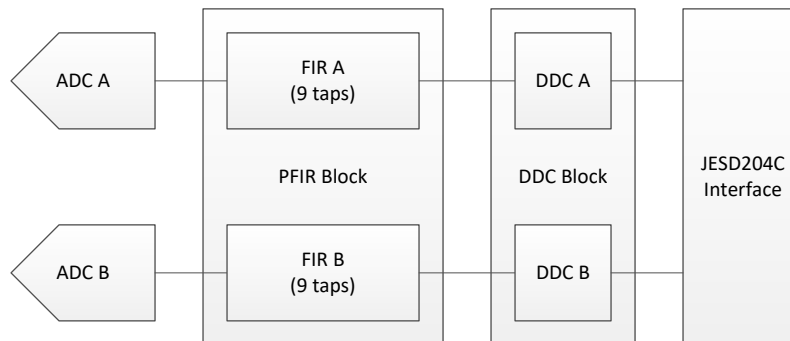 ADC A
FIR A
(9 taps)
DDC A
PFIR Block
DDC Block
JESD204C
Interface
ADC B
FIR B
(9 taps)
DDC B